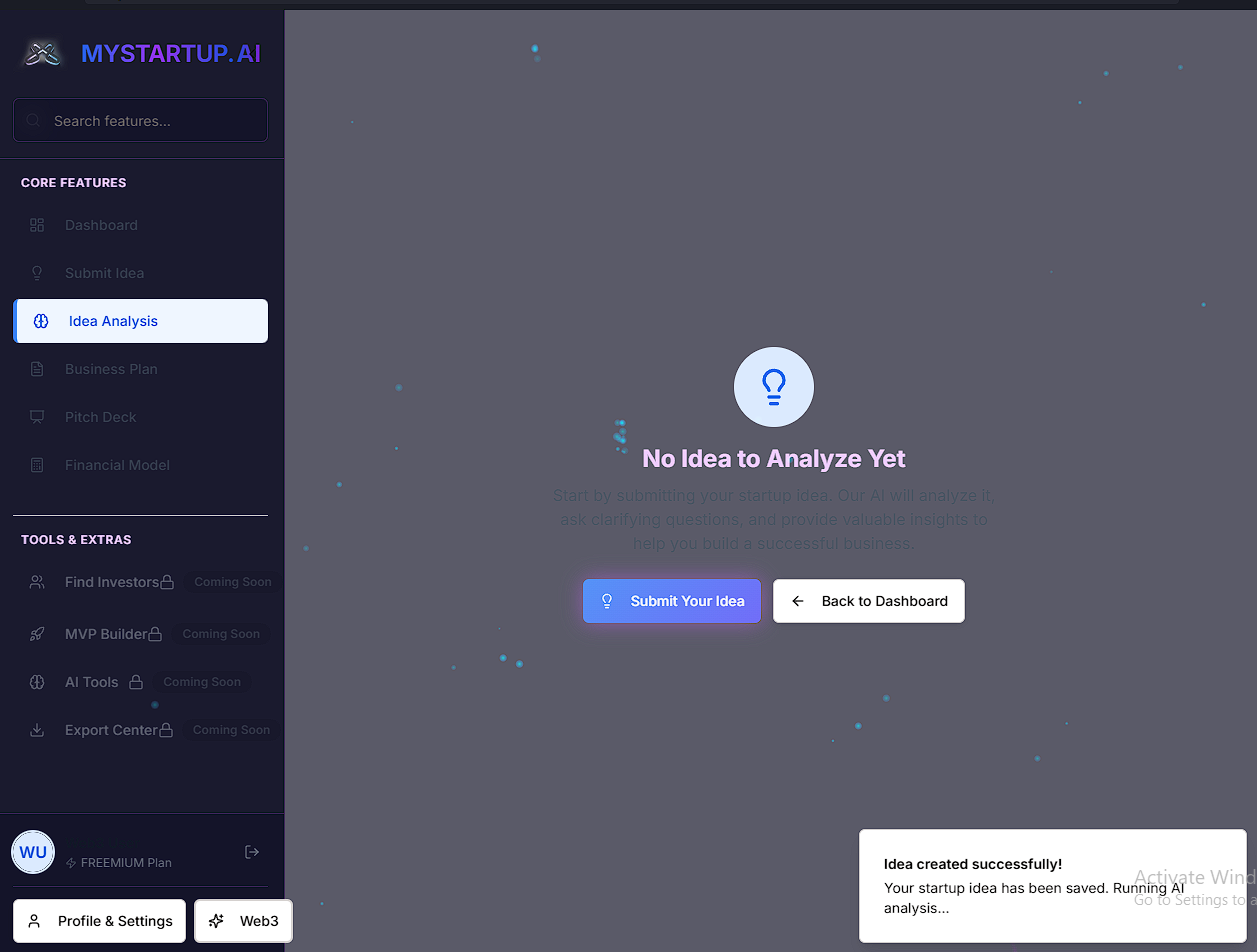 MYSTARTUP.AI
Search features...
CORE FEATURES
Dashboard
Submit Idea
Idea Analysis
Business Plan
Pitch Deck
Financial Model
TOOLS & EXTRAS
Find Investors Coming Soon
MVP Builder Coming Soon
AI Tools Coming Soon
Export Center Coming Soon
WU
FREEMIUM Plan
Profile & Settings
Web3
No Idea to Analyze Yet
Start by submitting your startup idea. Our AI will analyze it,
ask clarifying questions, and provide valuable insights to
help you build a successful business.
Submit Your Idea
Back to Dashboard
Idea created successfully!
Your startup idea has been saved. Running AI
analysis...
Activate Wind
Go to Settings to a